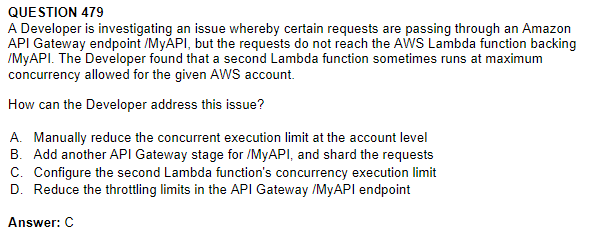 QUESTION 479
A Developer is investigating an issue whereby certain requests are passing through an Amazon
API Gateway endpoint /MyAPI, but the requests do not reach the AWS Lambda function backing
/MyAPI. The Developer found that a second Lambda function sometimes runs at maximum
concurrency allowed for the given AWS account.
How can the Developer address this issue?
A. Manually reduce the concurrent execution limit at the account level
B. Add another API Gateway stage for /MyAPI, and shard the requests
C. Configure the second Lambda function's concurrency execution limit
D. Reduce the throttling limits in the API Gateway /MyAPI endpoint
Answer: C